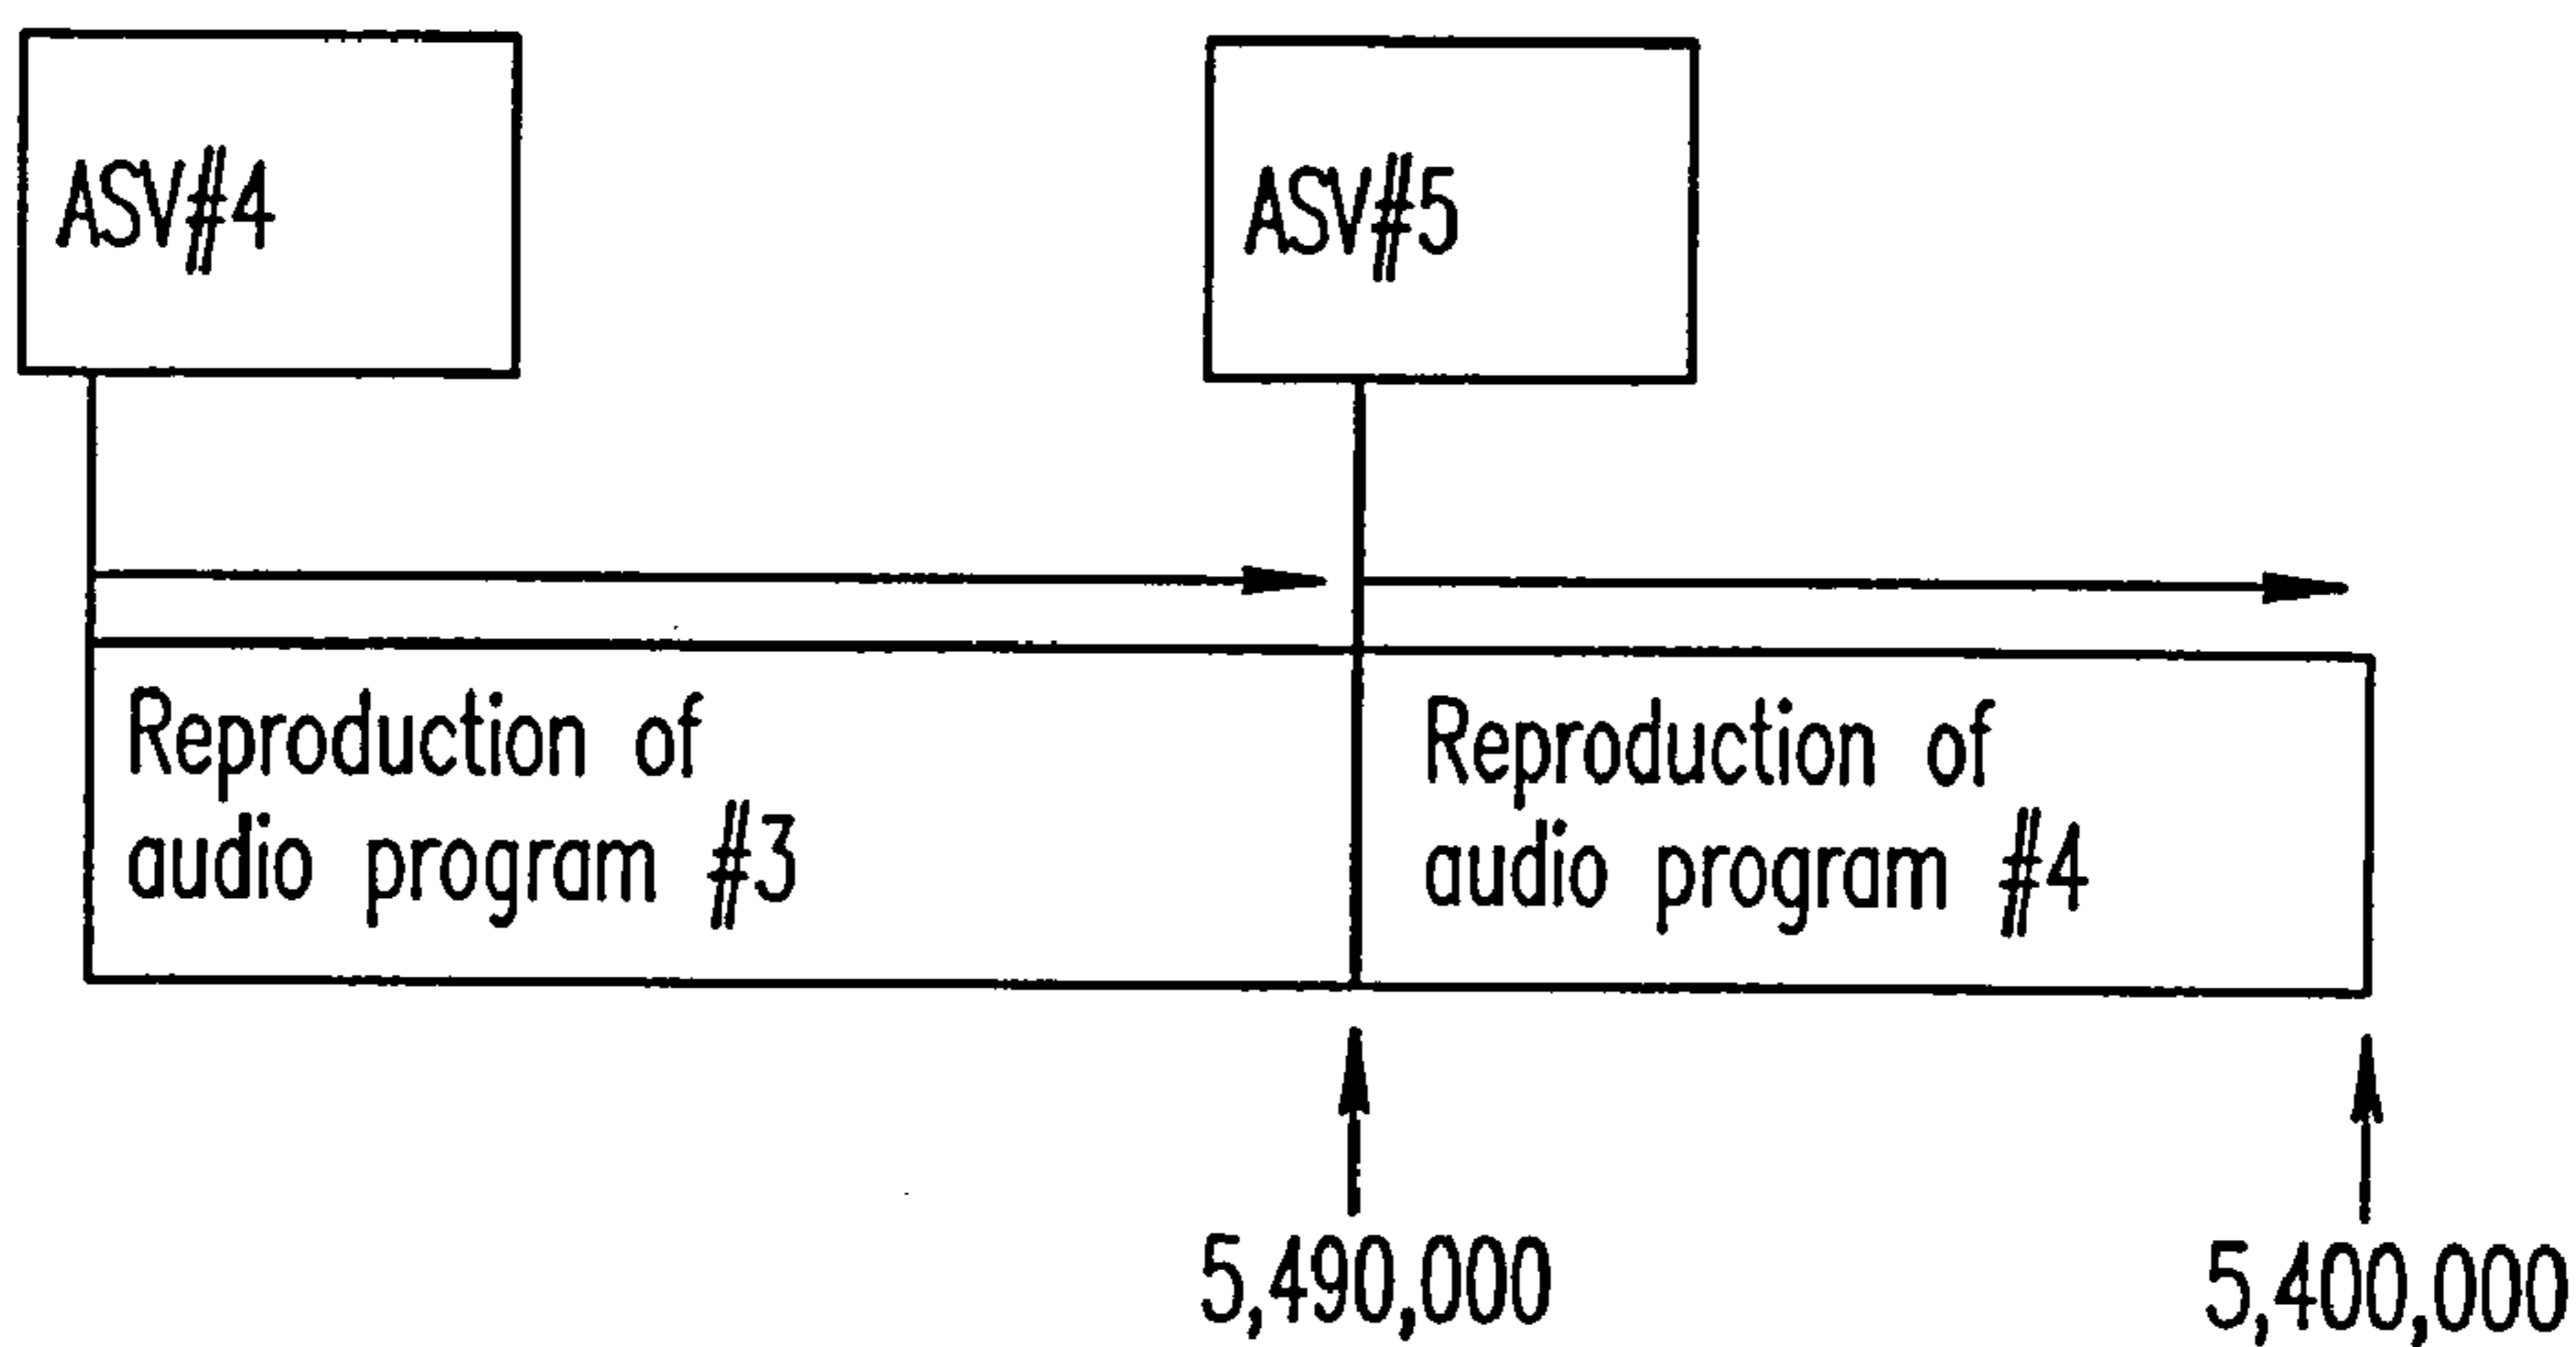 ASV#4
ASV#5
Reproduction of
audio program #3
Reproduction of
audio program #4
5,490,000
5,400,000